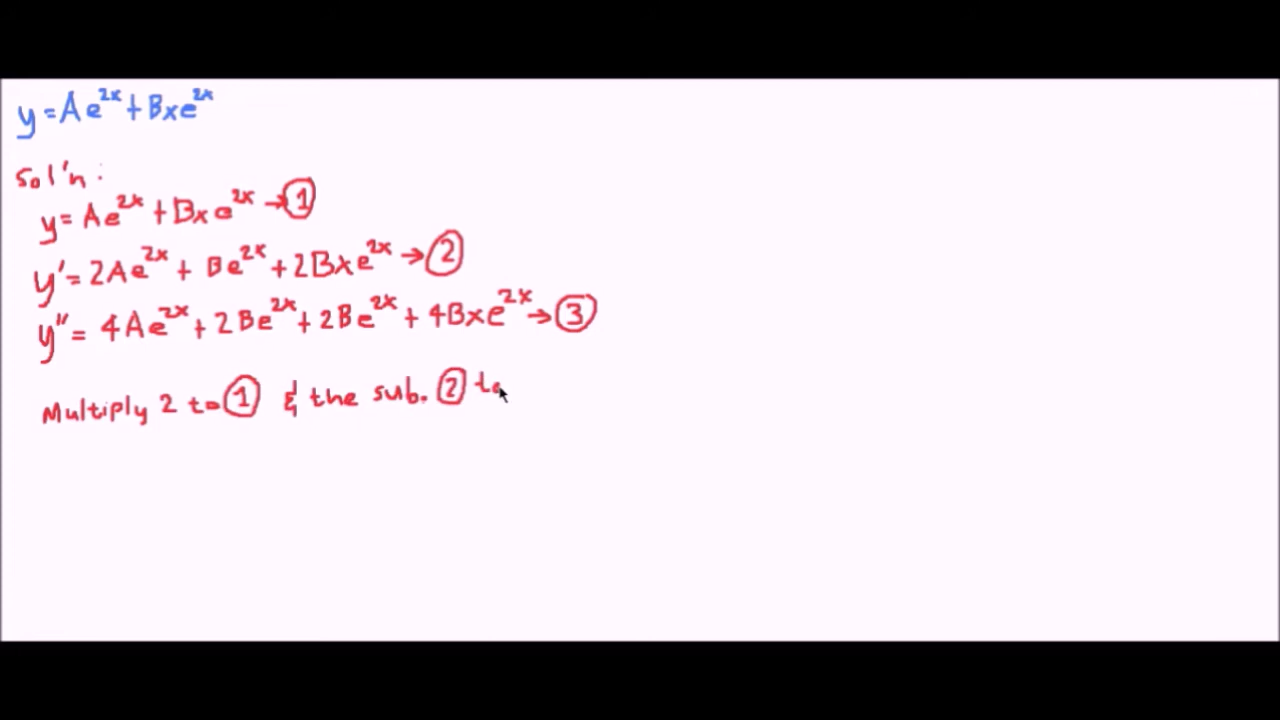 y = Ae^{2x} + Bxe^{2x}
Sol'n :
y = Ae^{2x} + Bxe^{2x} → ①
y' = 2Ae^{2x} + Be^{2x} + 2Bxe^{2x} → ②
y'' = 4Ae^{2x} + 2Be^{2x} + 2Be^{2x} + 4Bxe^{2x} → ③
Multiply 2 to ① & the sub. ② to